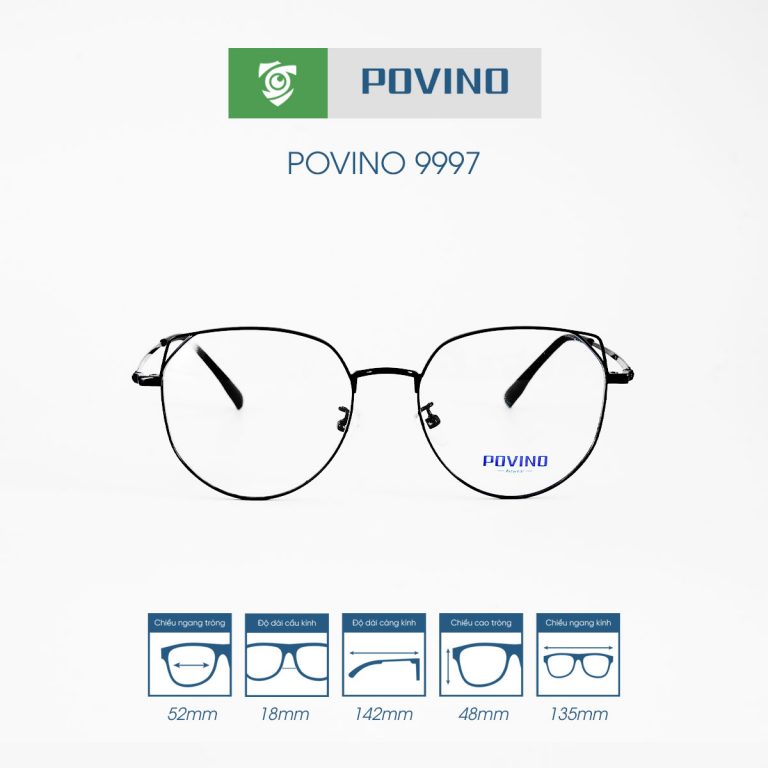 POVINO
POVINO 9997
POVINO
Chiều ngang tròng
Độ dài cầu kính
Độ dài càng kính
Chiều cao tròng
Chiều ngang kính
52mm
18mm
142mm
48mm
135mm